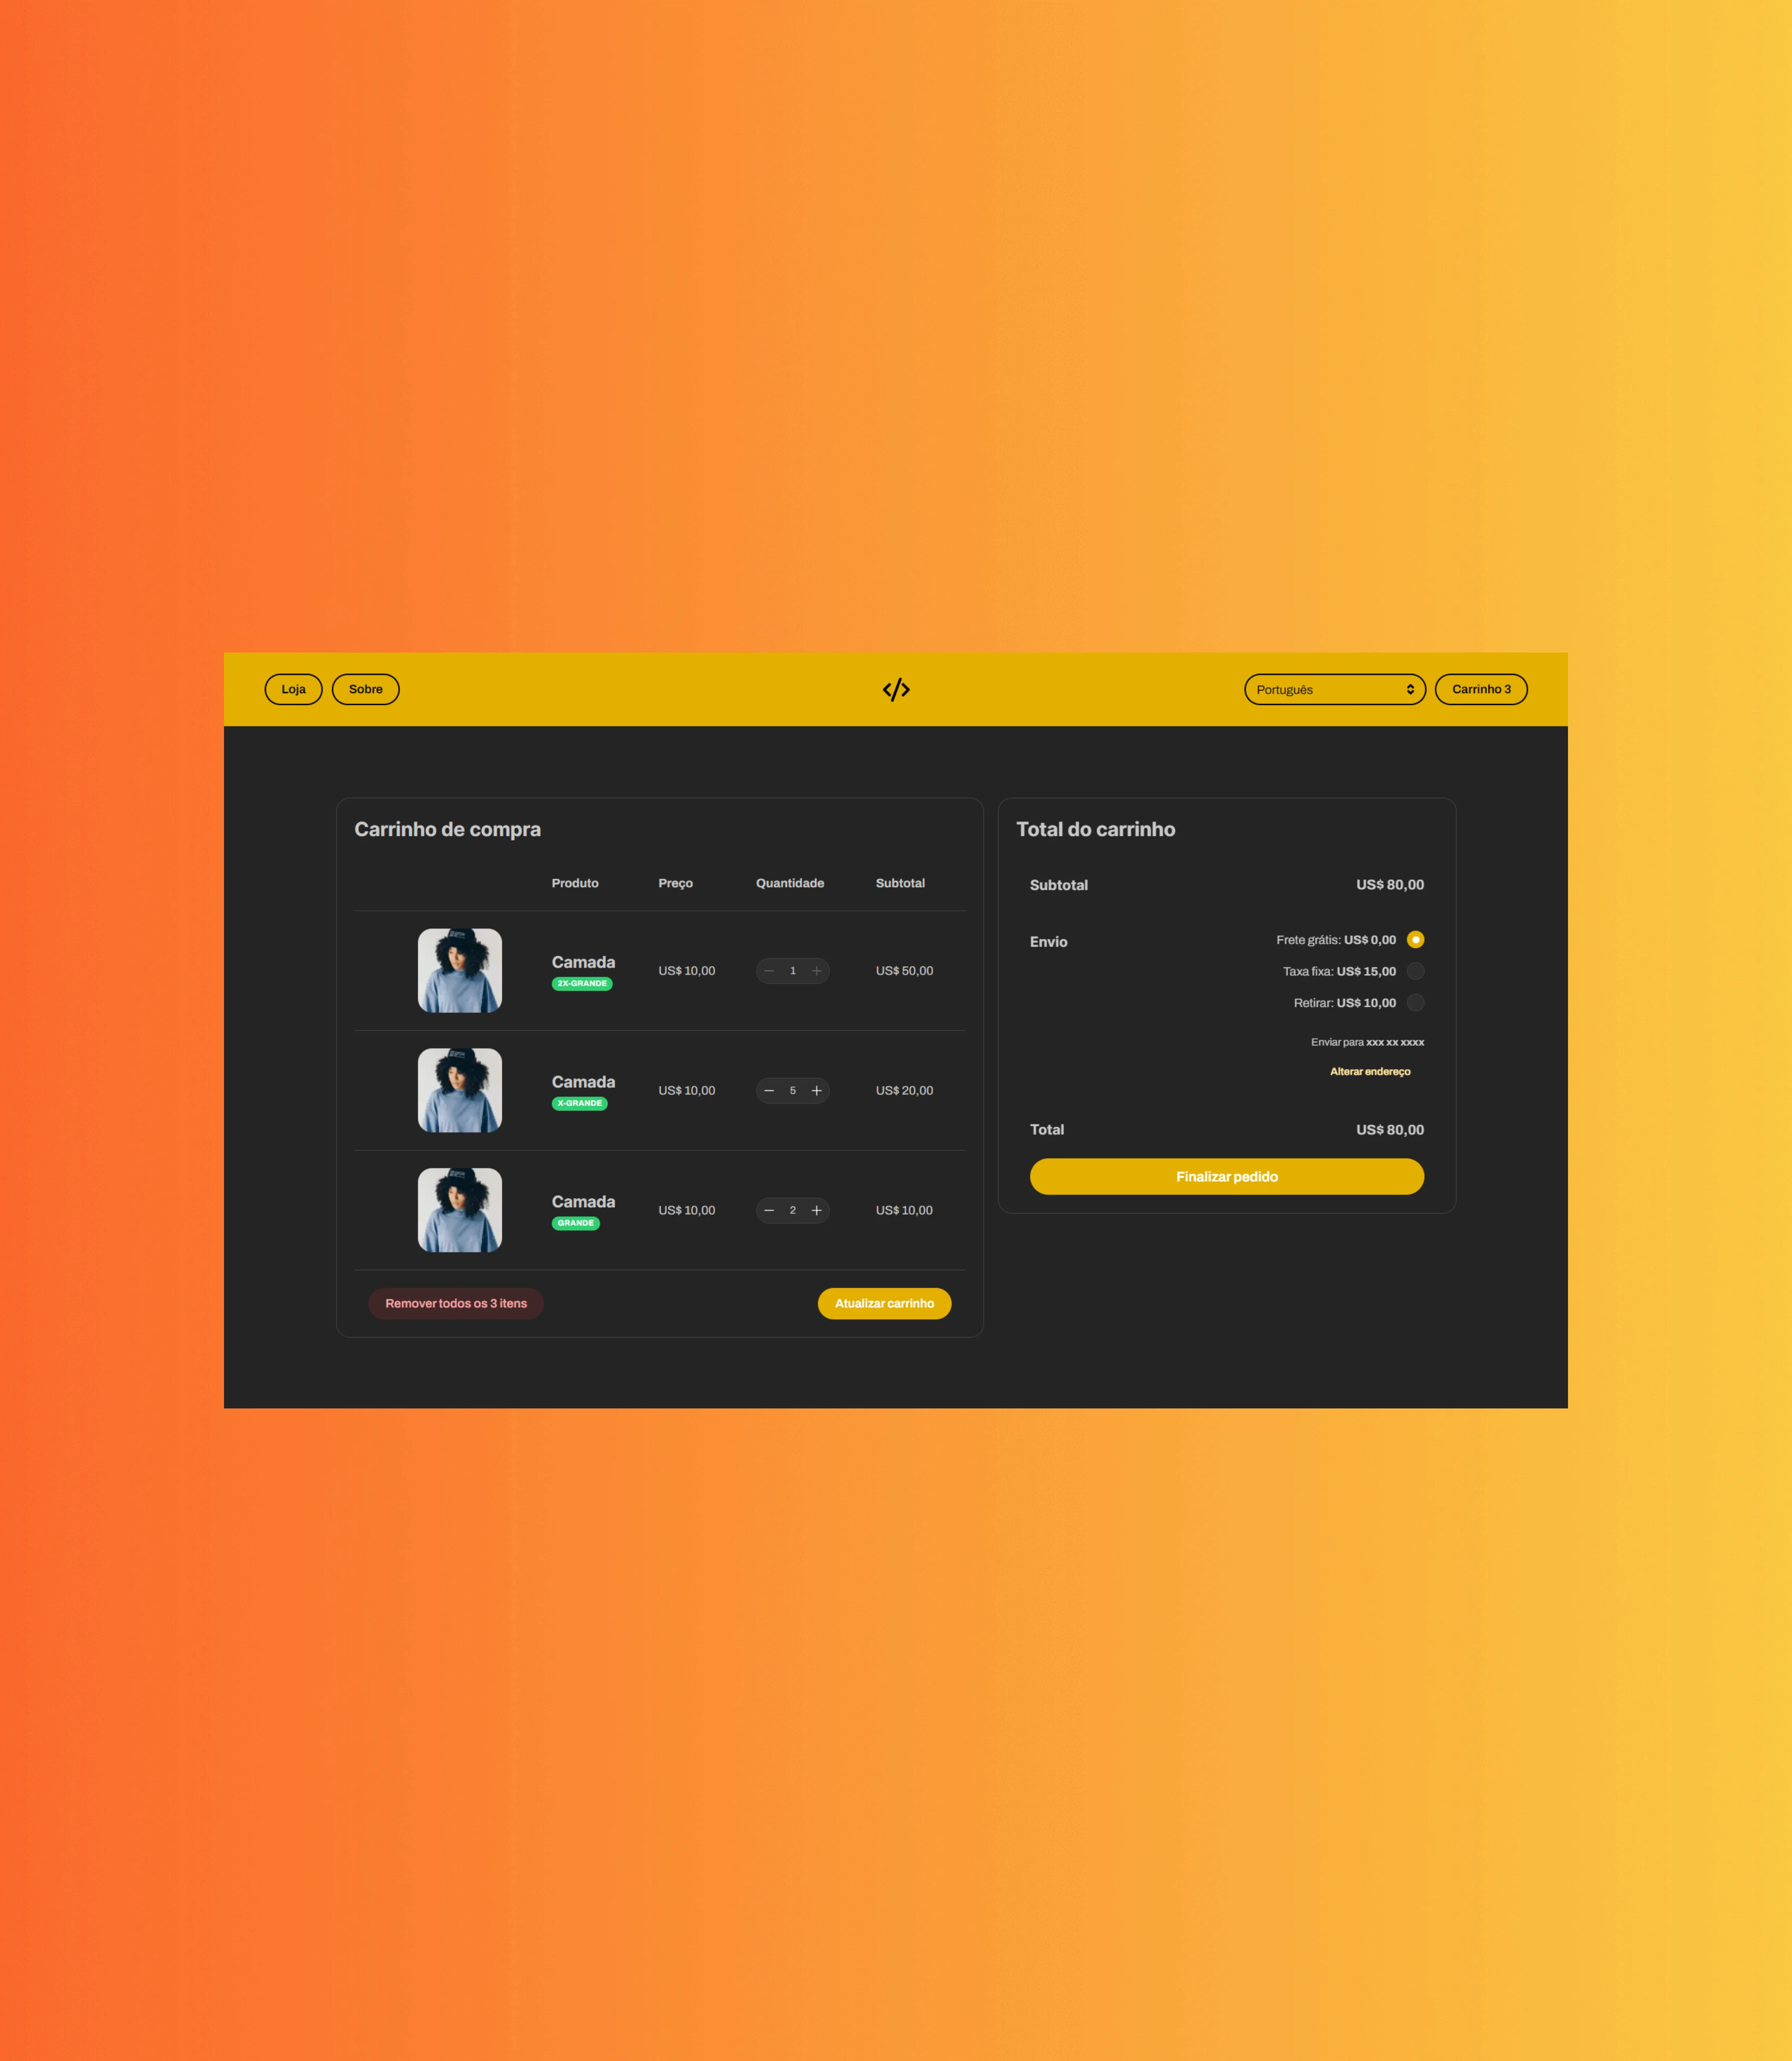 Loja
Sobre
</>
Português
Carrinho 3
Carrinho de compra
Produto Preço Quantidade Subtotal
Camada
2X-GRANDE
US$ 10,00
1
US$ 50,00
Camada
X-GRANDE
US$ 10,00
5
US$ 20,00
Camada
GRANDE
US$ 10,00
2
US$ 10,00
Remover todos os 3 itens
Atualizar carrinho
Total do carrinho
Subtotal US$ 80,00
Envio
Frete grátis: US$ 0,00
Taxa fixa: US$ 15,00
Retirar: US$ 10,00
Enviar para xxx xx xxxx
Alterar endereço
Total US$ 80,00
Finalizar pedido